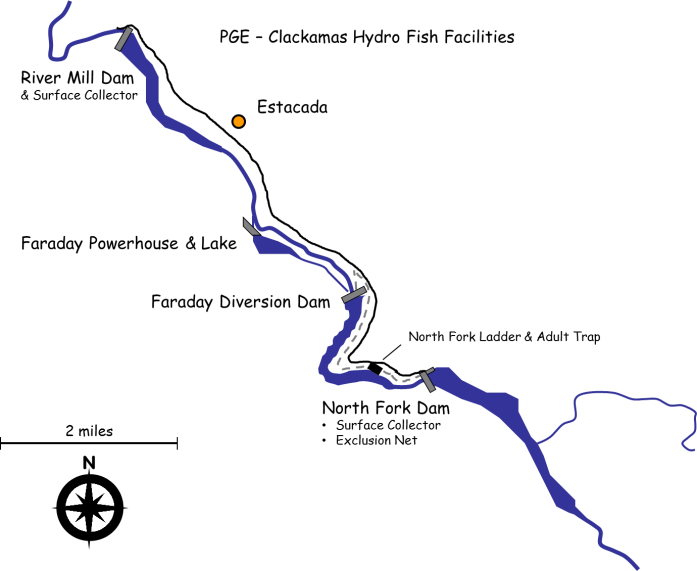 PGE – Clackamas Hydro Fish Facilities
River Mill Dam
& Surface Collector
Estacada
Faraday Powerhouse & Lake
Faraday Diversion Dam
North Fork Ladder & Adult Trap
North Fork Dam
• Surface Collector
• Exclusion Net
2 miles
N